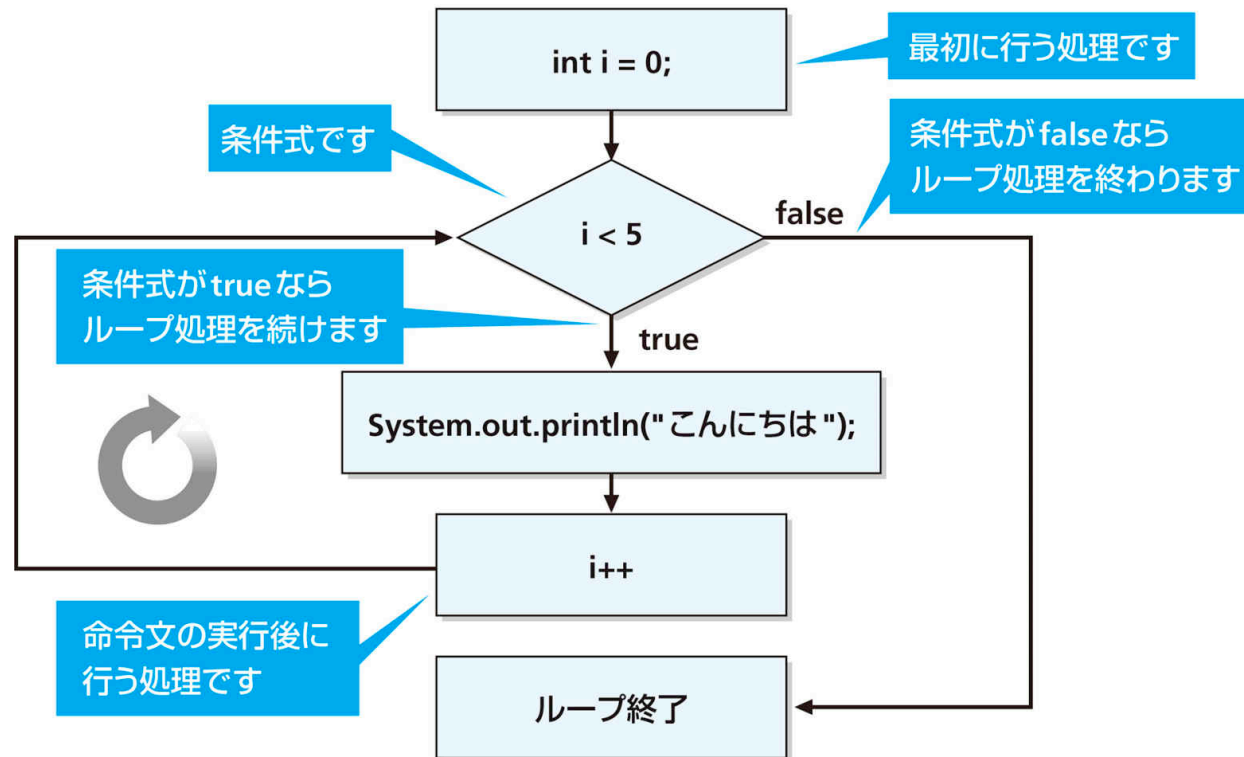 int i = 0;
最初に行う処理です
条件式です
条件式がfalseなら
ループ処理を終わります
i < 5
false
条件式がtrueなら
ループ処理を続けます
true
System.out.println("こんにちは");
i++
命令文の実行後に
行う処理です
ループ終了